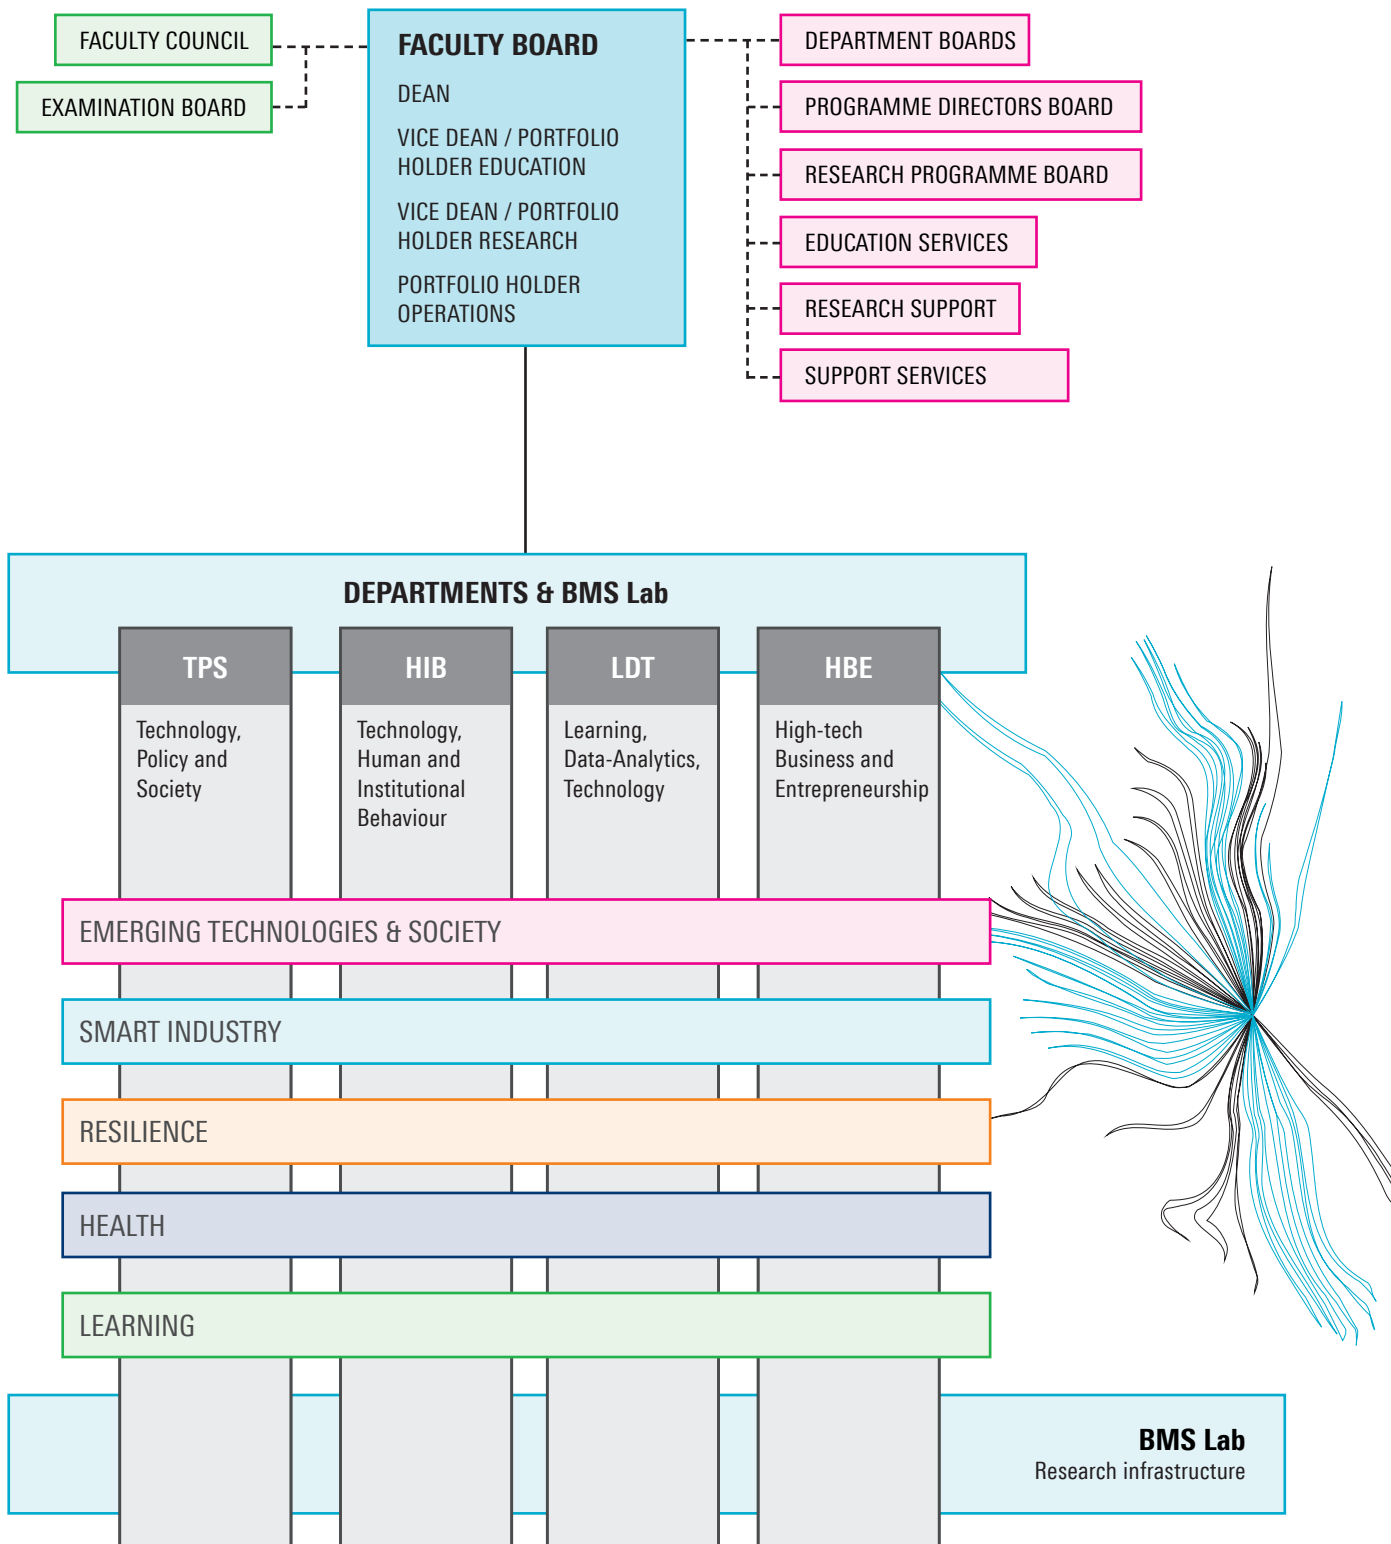 FACULTY COUNCIL
EXAMINATION BOARD
FACULTY BOARD
DEAN
VICE DEAN / PORTFOLIO
HOLDER EDUCATION
VICE DEAN / PORTFOLIO
HOLDER RESEARCH
PORTFOLIO HOLDER
OPERATIONS
DEPARTMENT BOARDS
PROGRAMME DIRECTORS BOARD
RESEARCH PROGRAMME BOARD
EDUCATION SERVICES
RESEARCH SUPPORT
SUPPORT SERVICES
DEPARTMENTS & BMS Lab
TPS
Technology,
Policy and
Society
HIB
Technology,
Human and
Institutional
Behaviour
LDT
Learning,
Data-Analytics,
Technology
HBE
High-tech
Business and
Entrepreneurship
EMERGING TECHNOLOGIES & SOCIETY
SMART INDUSTRY
RESILIENCE
HEALTH
LEARNING
BMS Lab
Research infrastructure